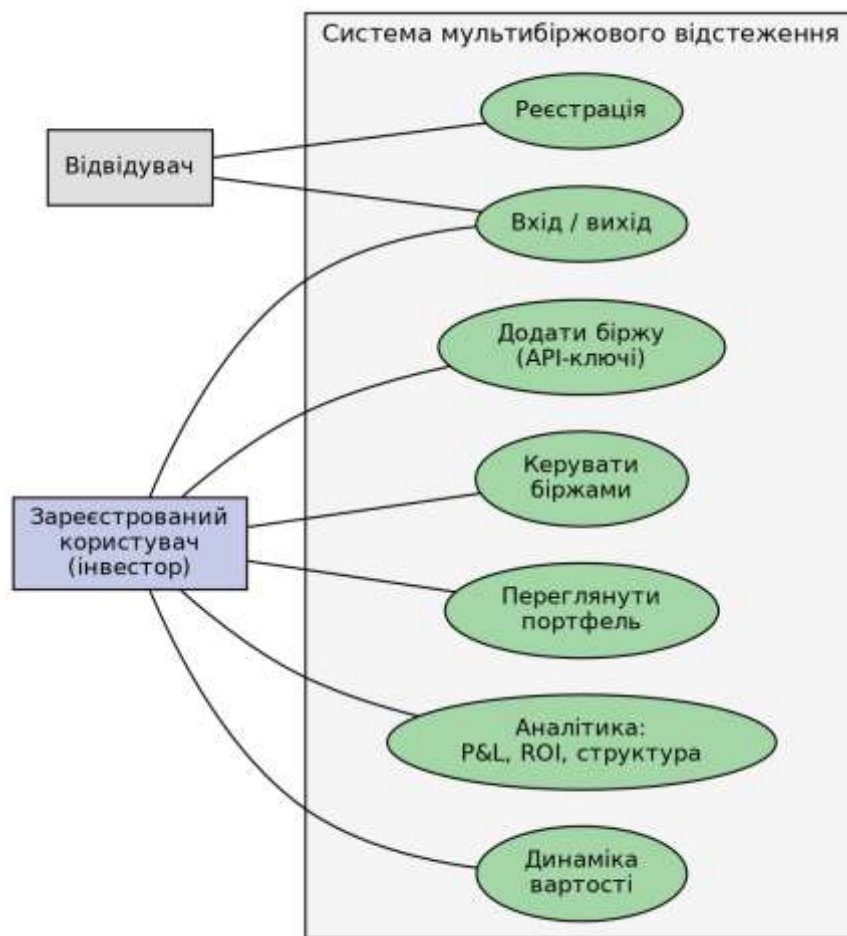 Система мультибіржового відстеження
Реєстрація
Відвідувач
Вхід / вихід
Додати біржу
(API-ключі)
Керувати
біржами
Зареєстрований
користувач
(інвестор)
Переглянути
портфель
Аналітика:
P&L, ROI, структура
Динаміка
вартості